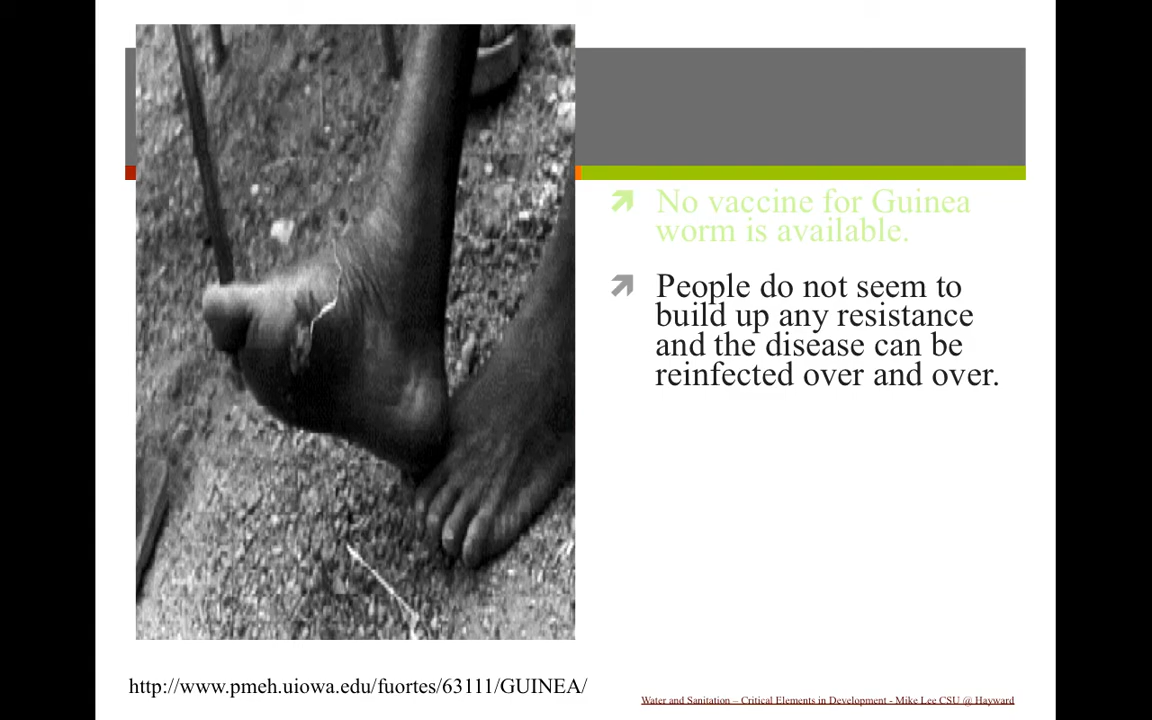 No vaccine for Guinea
worm is available.
People do not seem to
build up any resistance
and the disease can be
reinfected over and over.
http://www.pmeh.uiowa.edu/fuortes/63111/GUINEA/
Water and Sanitation – Critical Elements in Development - Mike Lee CSU @ Hayward